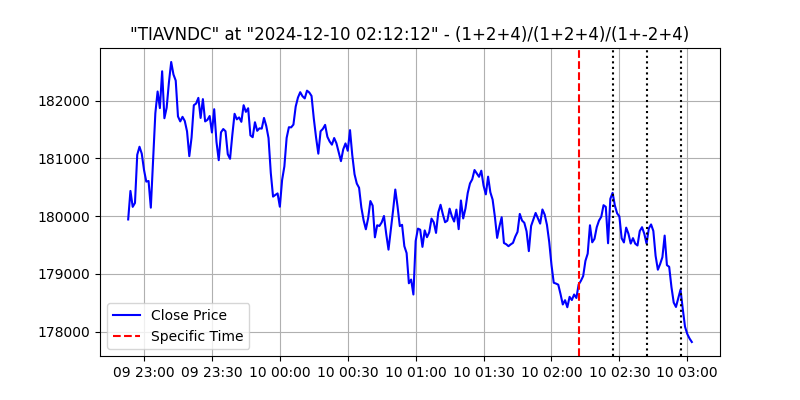 "TIAVNDC" at "2024-12-10 02:12:12" - (1+2+4)/(1+2+4)/(1+-2+4)
182000
181000
180000
179000
178000
Close Price
Specific Time
09 23:00 09 23:30 10 00:00 10 00:30 10 01:00 10 01:30 10 02:00 10 02:30 10 03:00